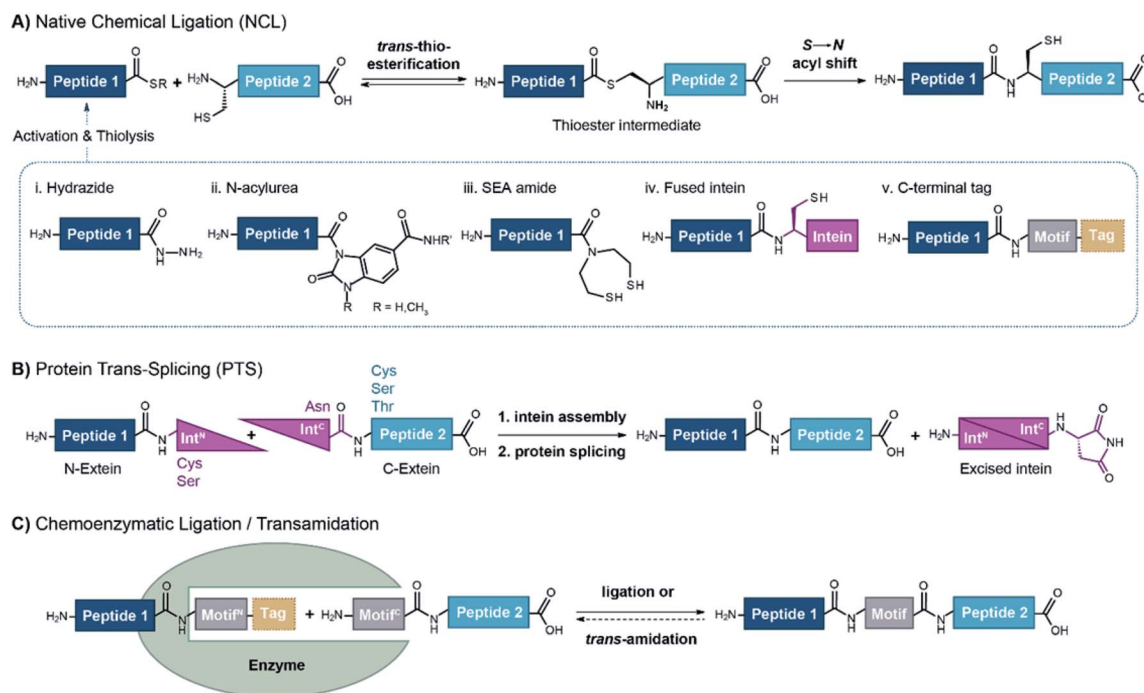 A) Native Chemical Ligation (NCL)
H₂N Peptide 1 O SR + H₂N HS Peptide 2 O OH
trans-thio-
esterification
H₂N Peptide 1 O S NH₂ Peptide 2 O OH
Thioester intermediate
S→N
acyl shift
H₂N Peptide 1 O N H SH Peptide 2
Activation & Thiolysis
i. Hydrazide
H₂N Peptide 1 O N H NH₂
ii. N-acylurea
H₂N Peptide 1 O N O N R O NHR'
R = H,CH₃
iii. SEA amide
H₂N Peptide 1 O N SH SH
iv. Fused intein
H₂N Peptide 1 O N H SH Intein
v. C-terminal tag
H₂N Peptide 1 O N H Motif Tag
B) Protein Trans-Splicing (PTS)
H₂N Peptide 1 O N H Intᴺ
N-Extein
Cys
Ser
+
Asn
Intᶜ O N H Peptide 2 O OH
Cys
Ser
Thr
C-Extein
1. intein assembly
2. protein splicing
H₂N Peptide 1 O N H Peptide 2 O OH
+
H₂N Intᴺ Intᶜ H N O NH O
Excised intein
C) Chemoenzymatic Ligation / Transamidation
H₂N Peptide 1 O N H Motifᴺ Tag + H₂N Motifᶜ O N H Peptide 2 O OH
Enzyme
ligation or
trans-amidation
H₂N Peptide 1 O N H Motif O N H Peptide 2 O OH